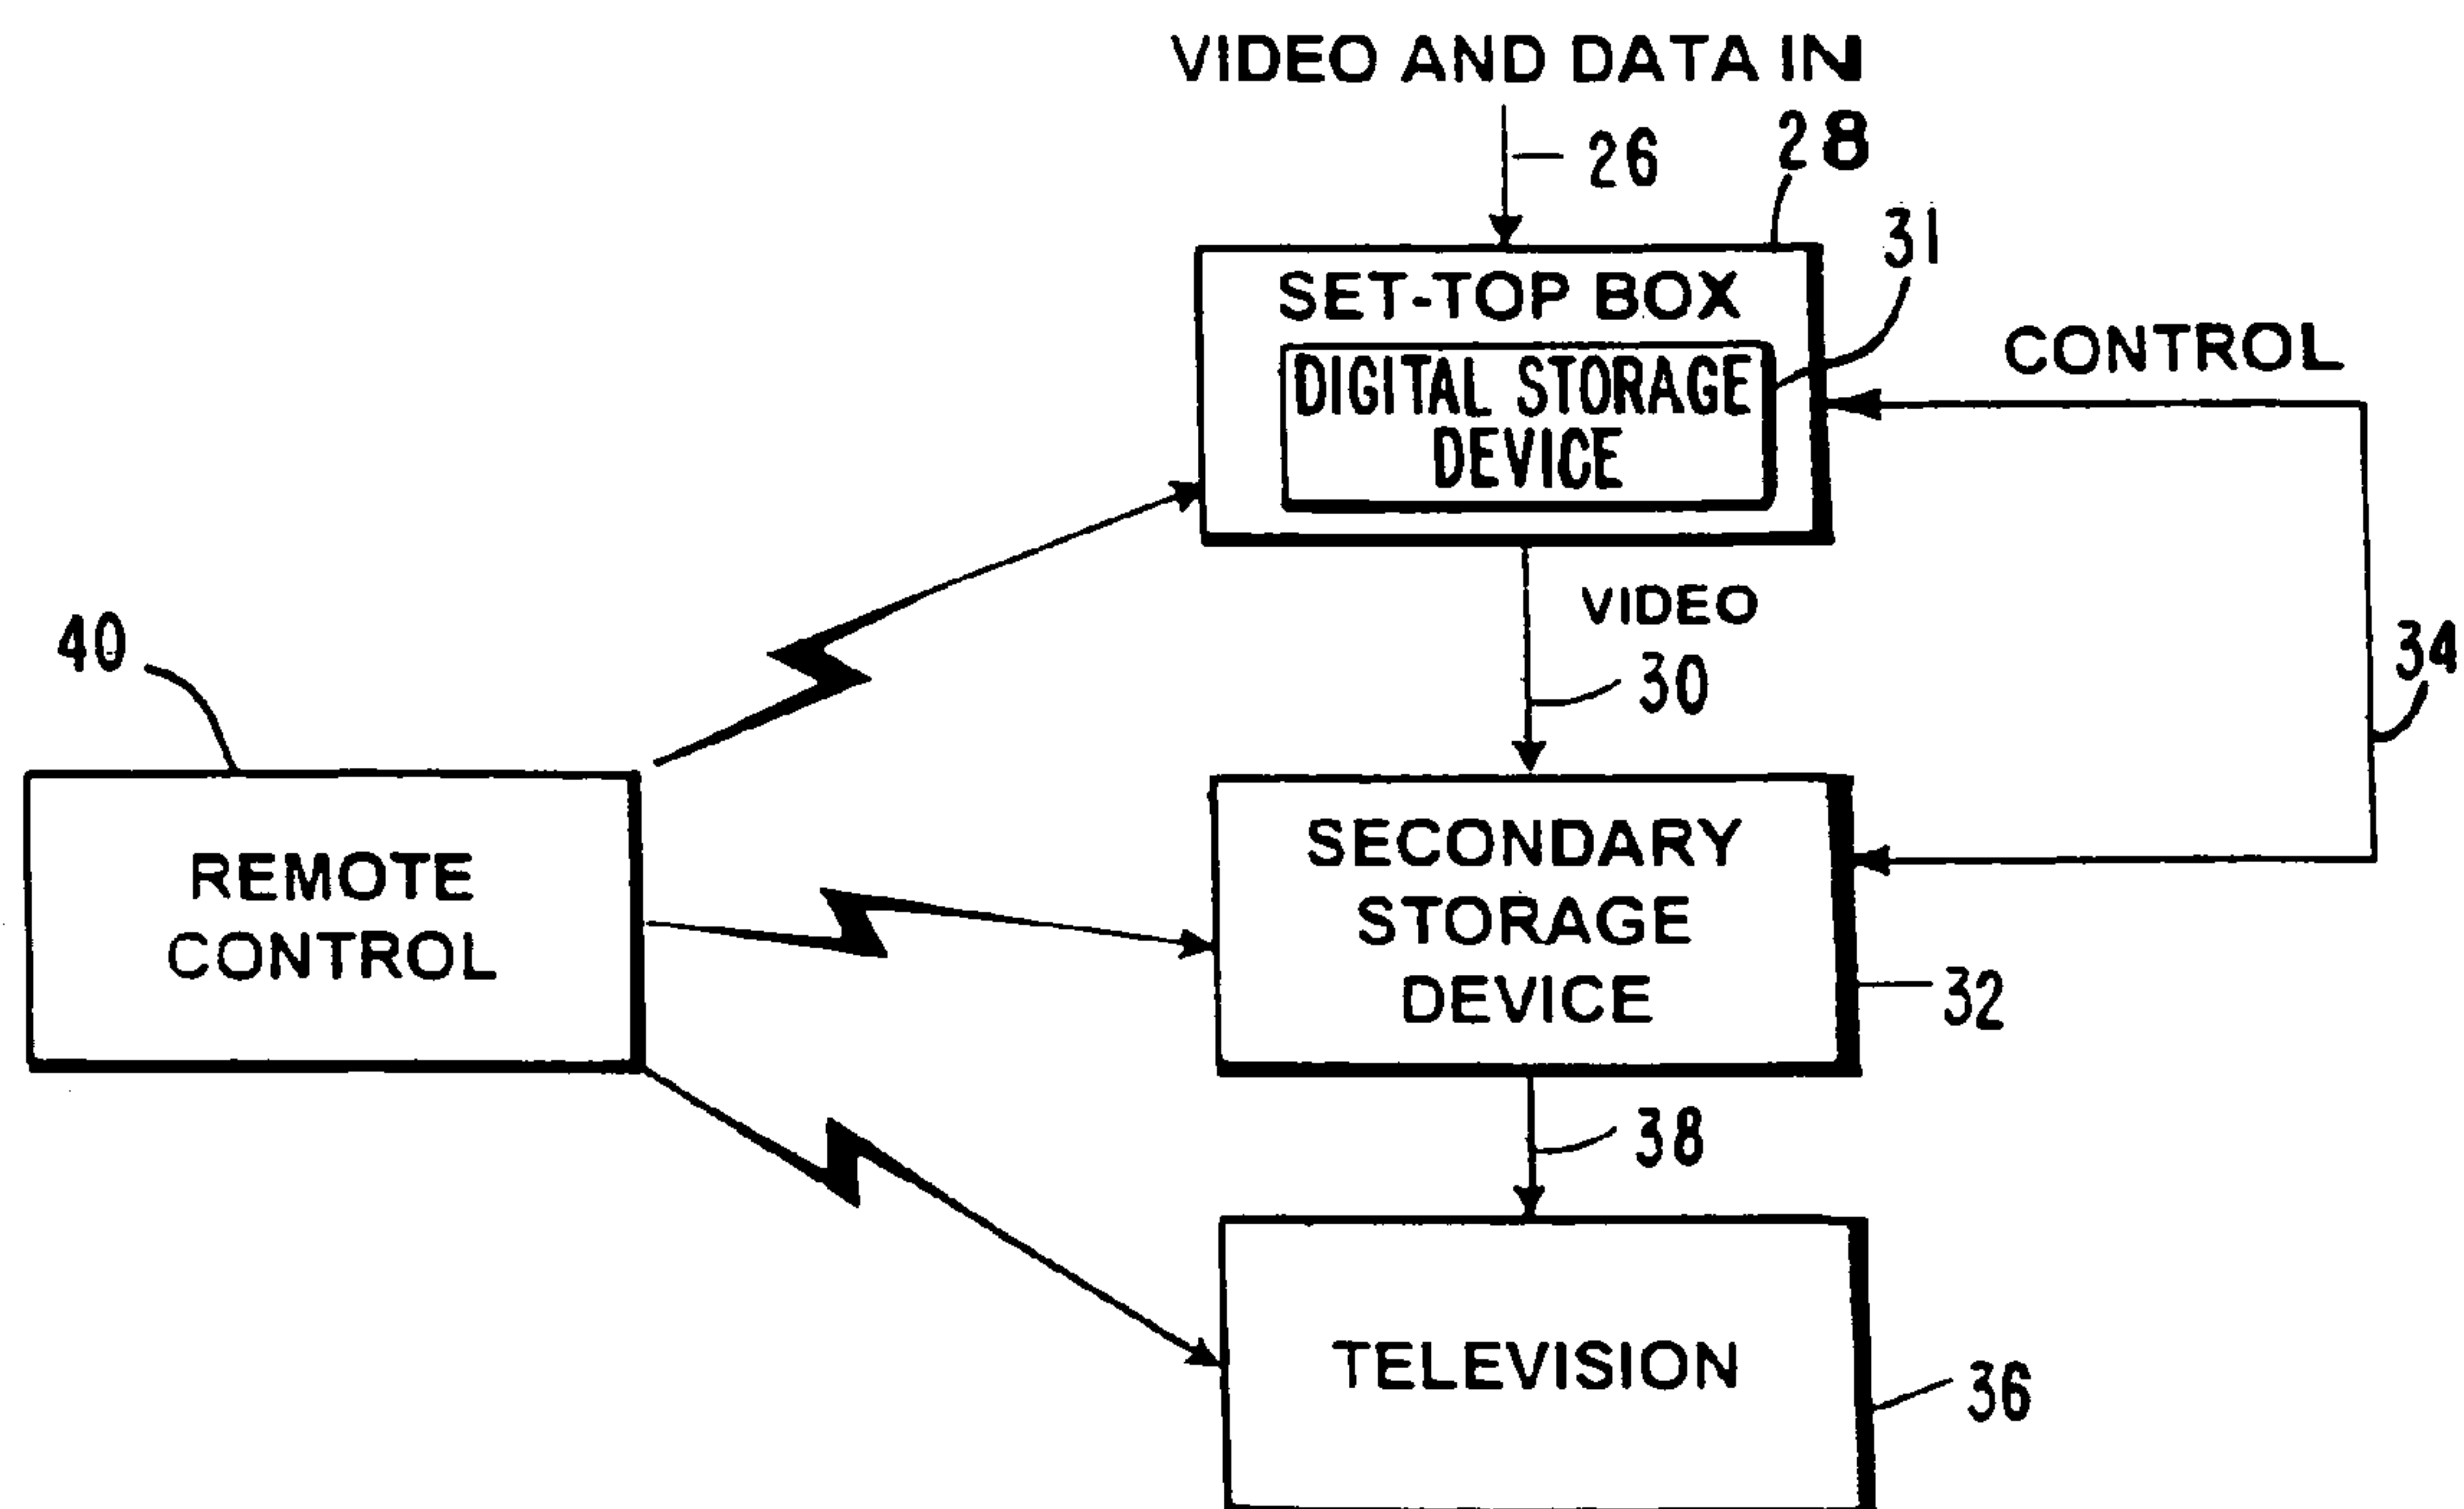 VIDEO AND DATA IN
26
28
31
SET-TOP BOX
DIGITAL STORAGE
DEVICE
CONTROL
VIDEO
30
34
40
REMOTE
CONTROL
SECONDARY
STORAGE
DEVICE
32
38
TELEVISION
36